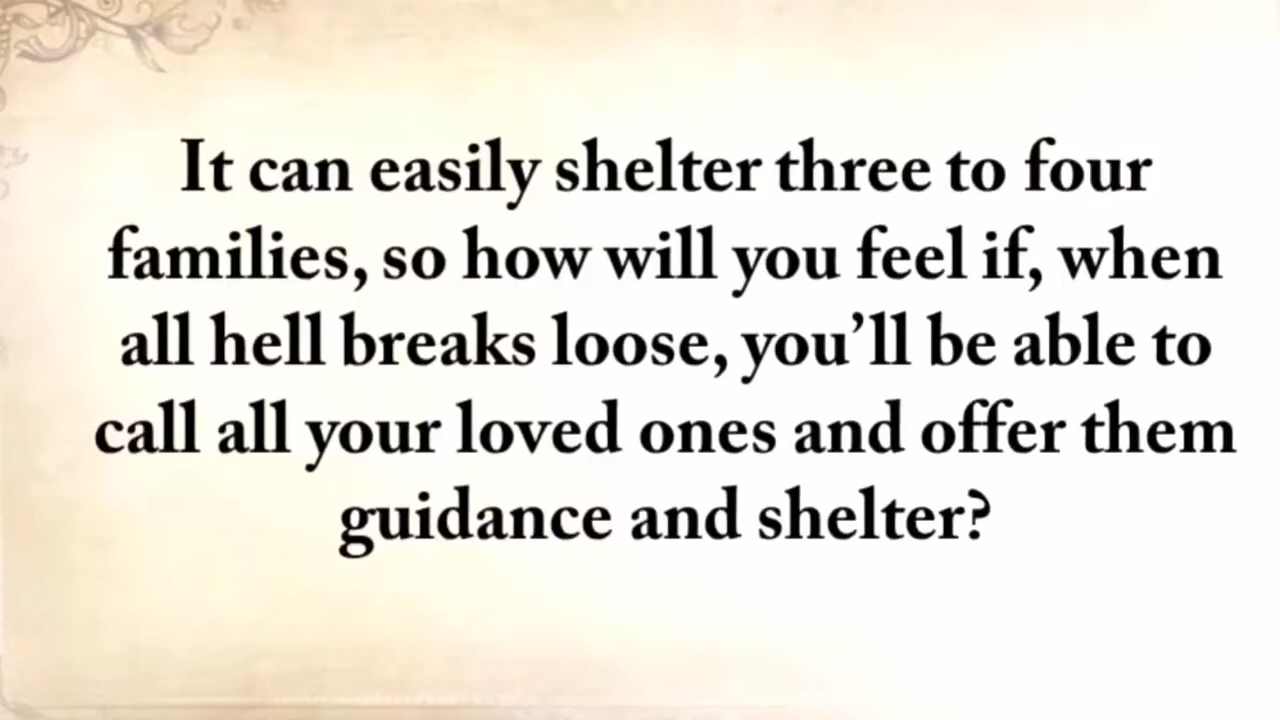 It can easily shelter three to four
families, so how will you feel if, when
all hell breaks loose, you’ll be able to
call all your loved ones and offer them
guidance and shelter?